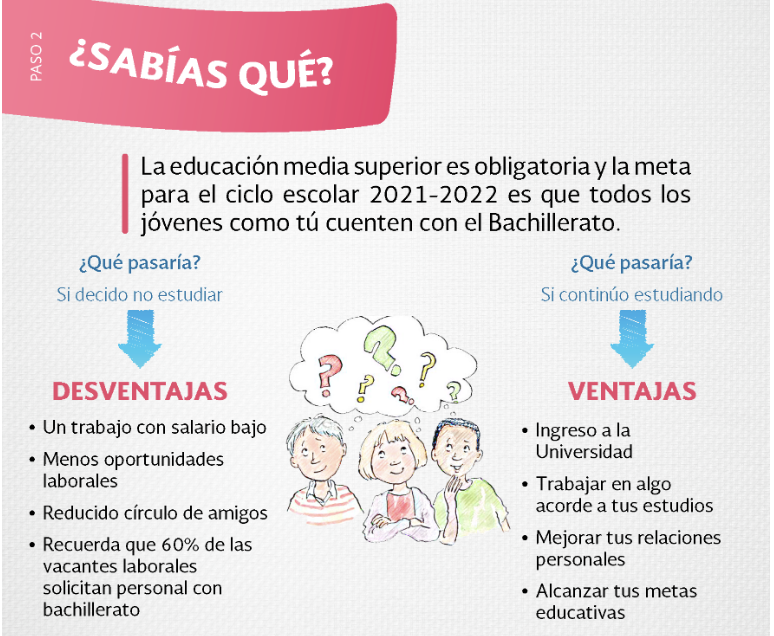 PASO 2
¿SABÍAS QUÉ?
La educación media superior es obligatoria y la meta
para el ciclo escolar 2021-2022 es que todos los
jóvenes como tú cuenten con el Bachillerato.
¿Qué pasaría?
Si decido no estudiar
DESVENTAJAS
• Un trabajo con salario bajo
• Menos oportunidades
laborales
• Reducido círculo de amigos
• Recuerda que 60% de las
vacantes laborales
solicitan personal con
bachillerato
¿Qué pasaría?
Si continúo estudiando
VENTAJAS
• Ingreso a la
Universidad
• Trabajar en algo
acorde a tus estudios
• Mejorar tus relaciones
personales
• Alcanzar tus metas
educativas
? ? ? ? ? ?